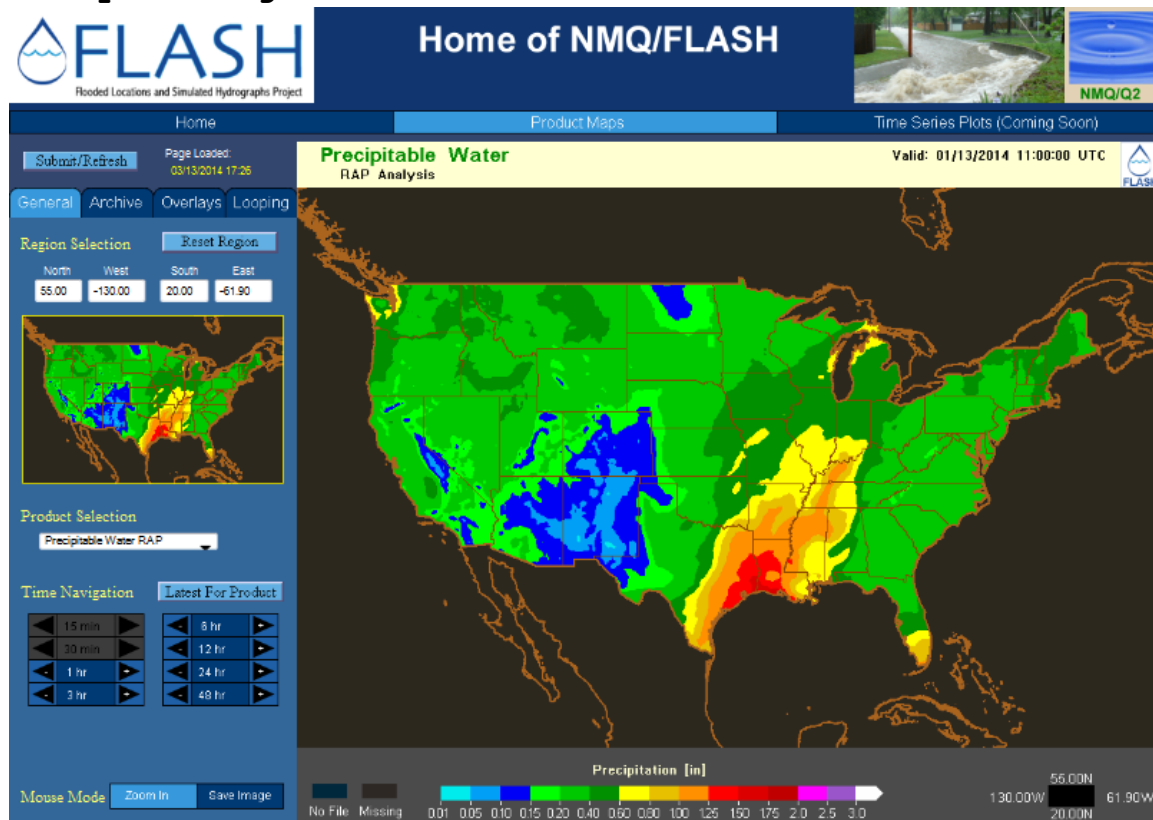 FLASH
Flooded Locations and Simulated Hydrographs Project
Home of NMQ/FLASH
NMQ/Q2
Home
Product Maps
Time Series Plots (Coming Soon)
Submit/Refresh
Page Loaded:
03/13/2014 17:26
Precipitable Water
RAP Analysis
Valid: 01/13/2014 11:00:00 UTC
FLASH
General Archive Overlays Looping
Region Selection
Reset Region
North West South East
55.00 -130.00 20.00 -61.90
Product Selection
Precipitable Water RAP
Time Navigation
Latest For Product
15 min
- 6 hr +
30 min
- 12 hr +
- 1 hr +
- 24 hr +
- 3 hr +
- 48 hr +
Mouse Mode
Zoom In
Save Image
No File
Missing
Precipitation [in]
0.01 0.05 0.10 0.15 0.20 0.40 0.60 0.80 1.00 1.25 1.50 1.75 2.0 2.5 3.0
55.00N
130.00W
61.90W
20.00N